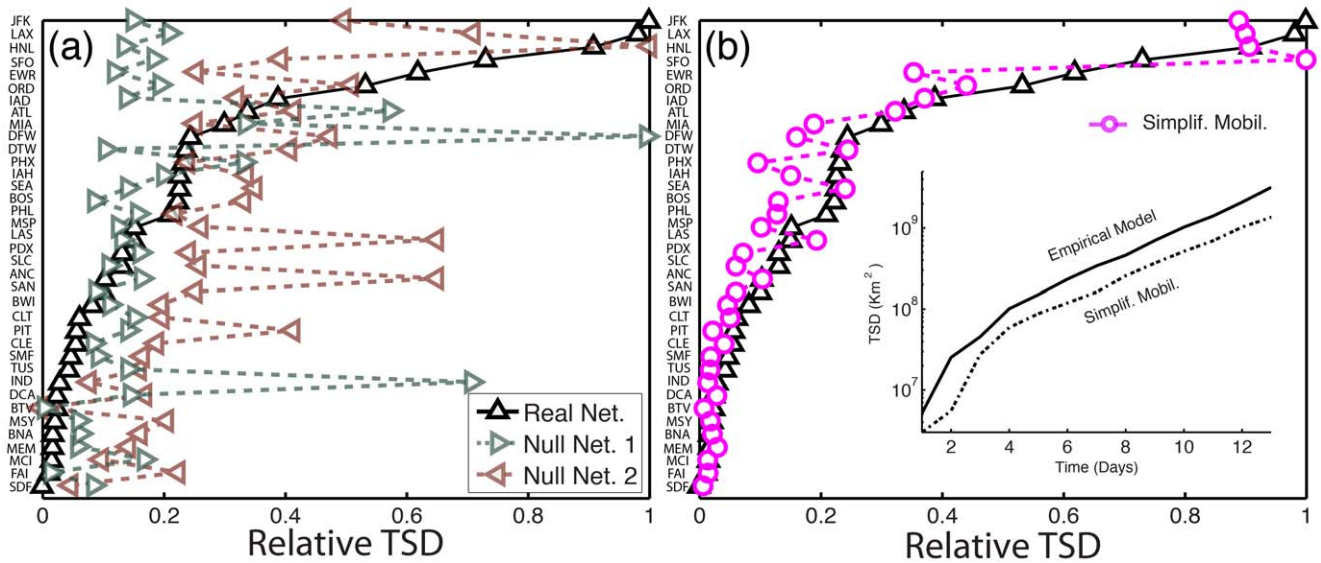 (a)
JFK
LAX
HNL
SFO
EWR
ORD
IAD
ATL
MIA
DFW
DTW
PHX
IAH
SEA
BOS
PHL
MSP
LAS
PDX
SLC
ANC
SAN
BWI
CLT
PIT
CLE
SMF
TUS
IND
DCA
BTV
MSY
BNA
MEM
MCI
FAI
SDF
Real Net.
Null Net. 1
Null Net. 2
0 0.2 0.4 0.6 0.8 1
Relative TSD
(b)
JFK
LAX
HNL
SFO
EWR
ORD
IAD
ATL
MIA
DFW
DTW
PHX
IAH
SEA
BOS
PHL
MSP
LAS
PDX
SLC
ANC
SAN
BWI
CLT
PIT
CLE
SMF
TUS
IND
DCA
BTV
MSY
BNA
MEM
MCI
FAI
SDF
Simplif. Mobil.
TSD (Km²)
10⁹
10⁸
10⁷
Empirical Model
Simplif. Mobil.
2 4 6 8 10 12
Time (Days)
0 0.2 0.4 0.6 0.8 1
Relative TSD